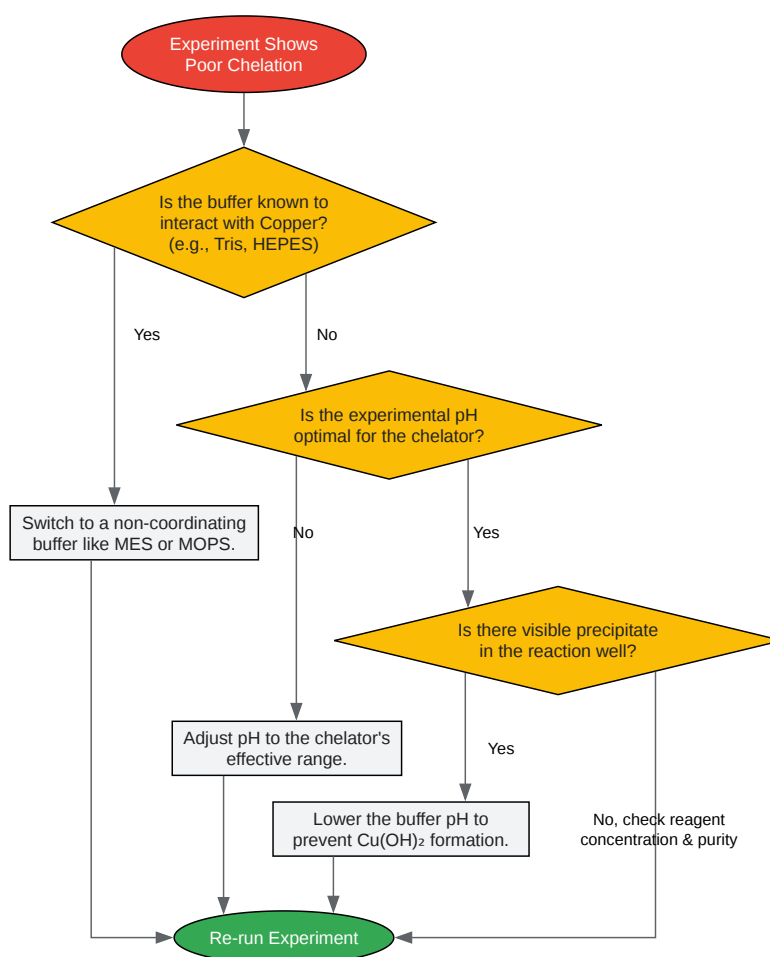 Experiment Shows
Poor Chelation
Is the buffer known to
interact with Copper?
(e.g., Tris, HEPES)
Yes
No
Is the experimental pH
optimal for the chelator?
Switch to a non-coordinating
buffer like MES or MOPS.
No
Yes
Is there visible precipitate
in the reaction well?
Adjust pH to the chelator's
effective range.
Yes
Lower the buffer pH to
prevent Cu(OH)₂ formation.
No, check reagent
concentration & purity
Re-run Experiment